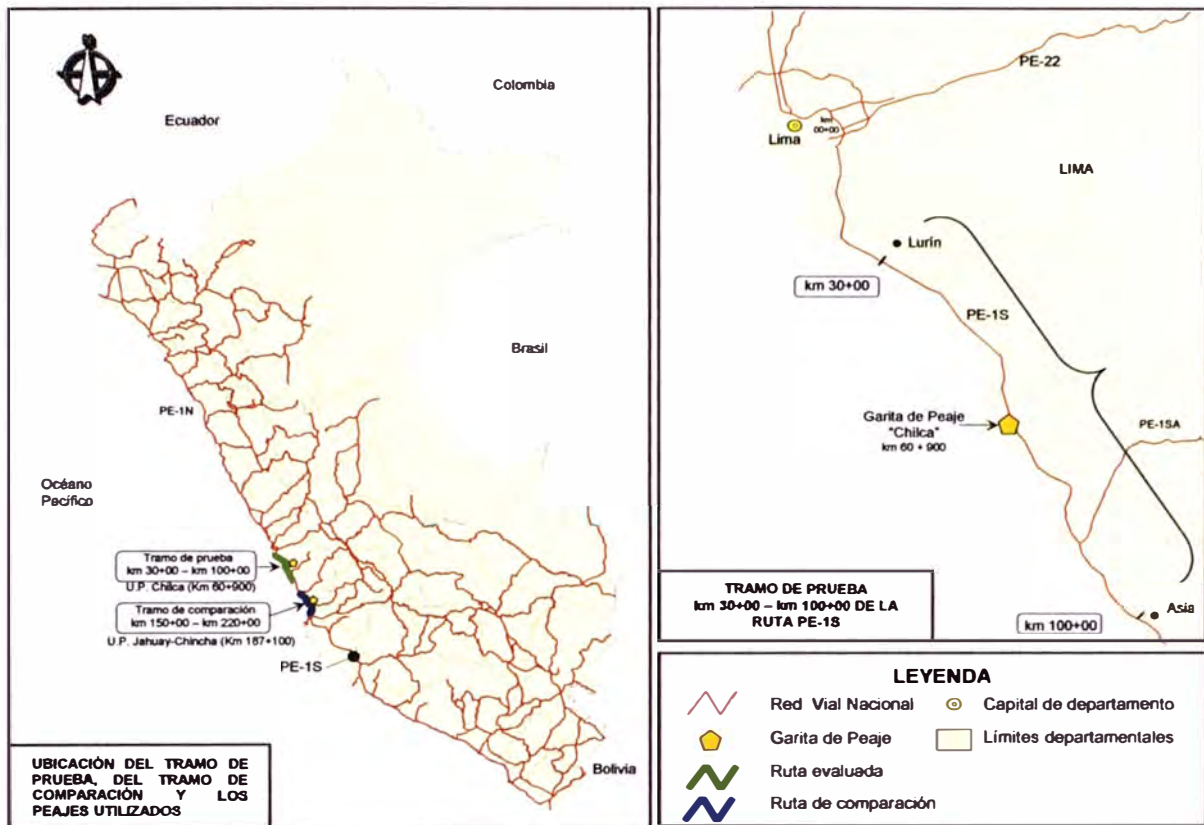 Colombia
Ecuador
Brasil
PE-1N
Océano
Pacífico
Tramo de prueba
km 30+00 – km 100+00
U.P. Chilca (Km 60+900)
Tramo de comparación
km 150+00 – km 220+00
U.P. Jahuay-Chincha (Km 187+100)
PE-1S
Bolivia
UBICACIÓN DEL TRAMO DE
PRUEBA, DEL TRAMO DE
COMPARACIÓN Y LOS
PEAJES UTILIZADOS
PE-22
km
00+00
Lima
LIMA
Lurín
km 30+00
PE-1S
Garita de Peaje
"Chilca"
km 60 + 900
PE-1SA
TRAMO DE PRUEBA
km 30+00 – km 100+00 DE LA
RUTA PE-1S
Asia
km 100+00
LEYENDA
Red Vial Nacional
Capital de departamento
Garita de Peaje
Límites departamentales
Ruta evaluada
Ruta de comparación